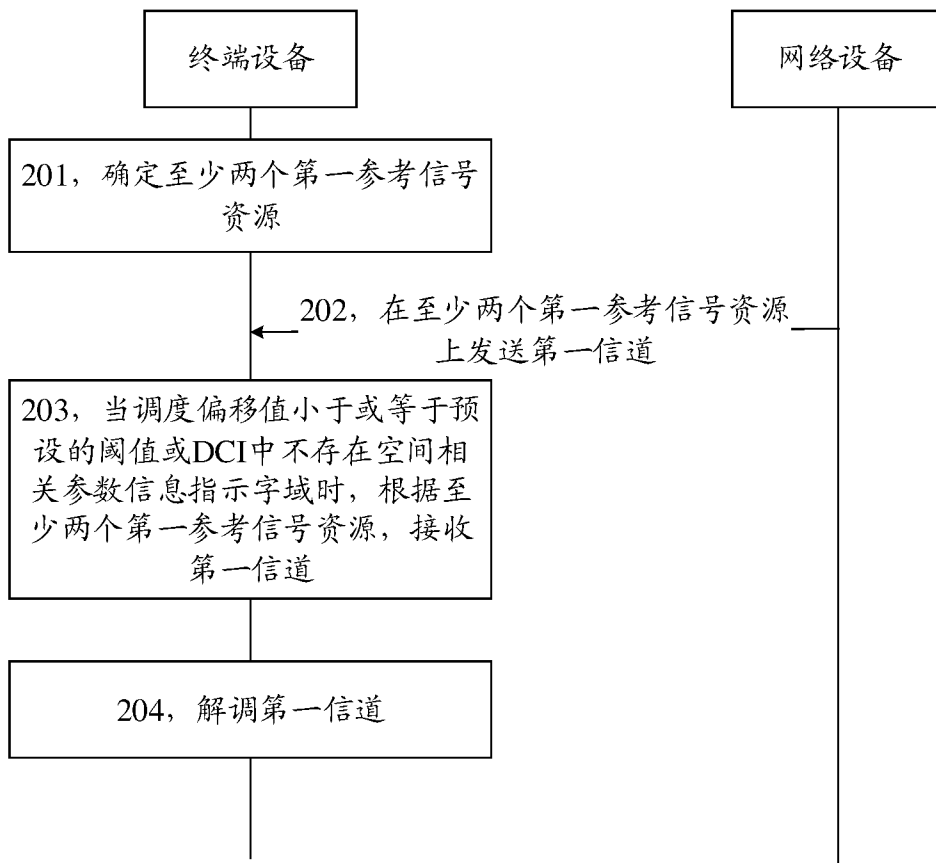 终端设备
网络设备
201，确定至少两个第一参考信号
资源
202，在至少两个第一参考信号资源
上发送第一信道
203，当调度偏移值小于或等于预
设的阈值或DCI中不存在空间相
关参数信息指示字域时，根据至
少两个第一参考信号资源，接收
第一信道
204，解调第一信道